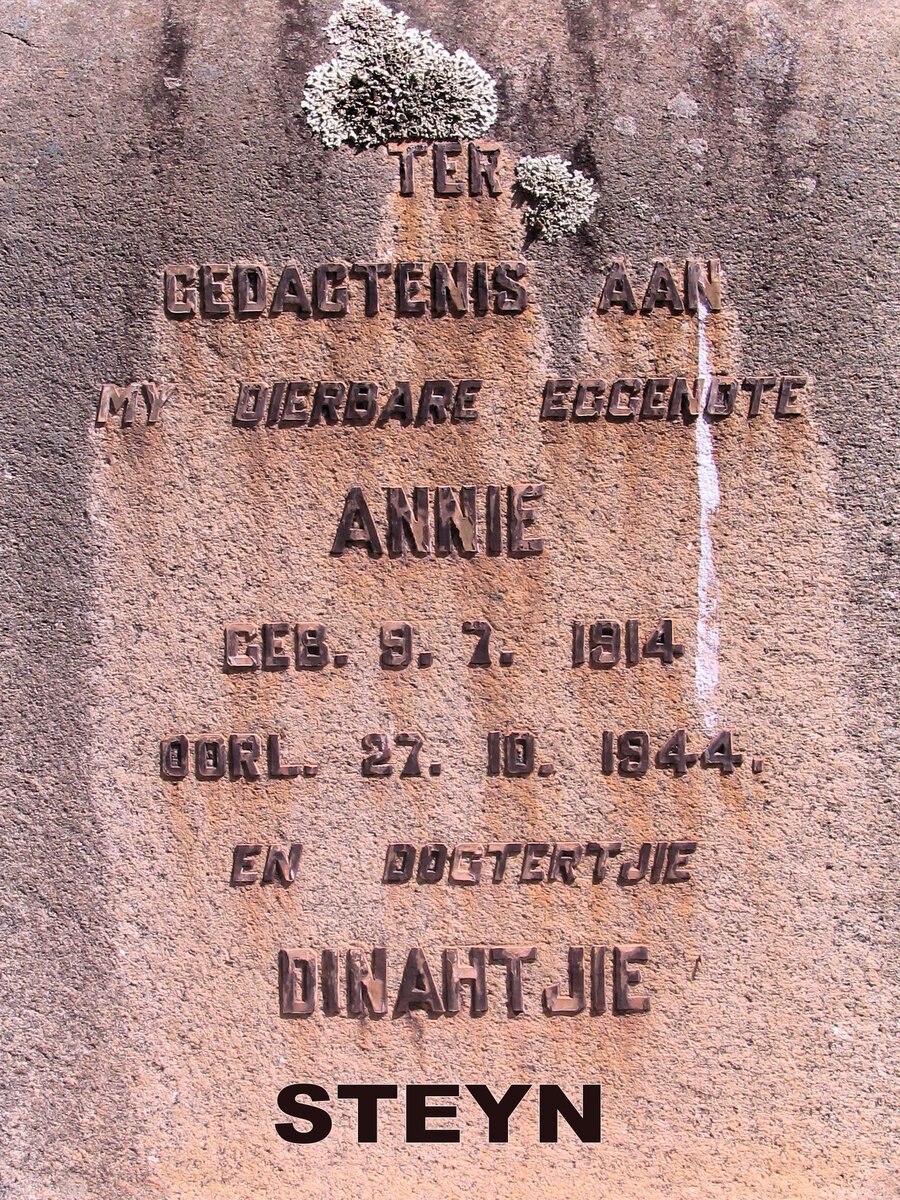 TER
GEDAGTENIS AAN
MY DIERBARE EGGENOTE
ANNIE
GEB. 9. 7. 1914
OORL. 27. 10. 1944.
EN DOGTERTJIE
DINAHTJIE
STEYN